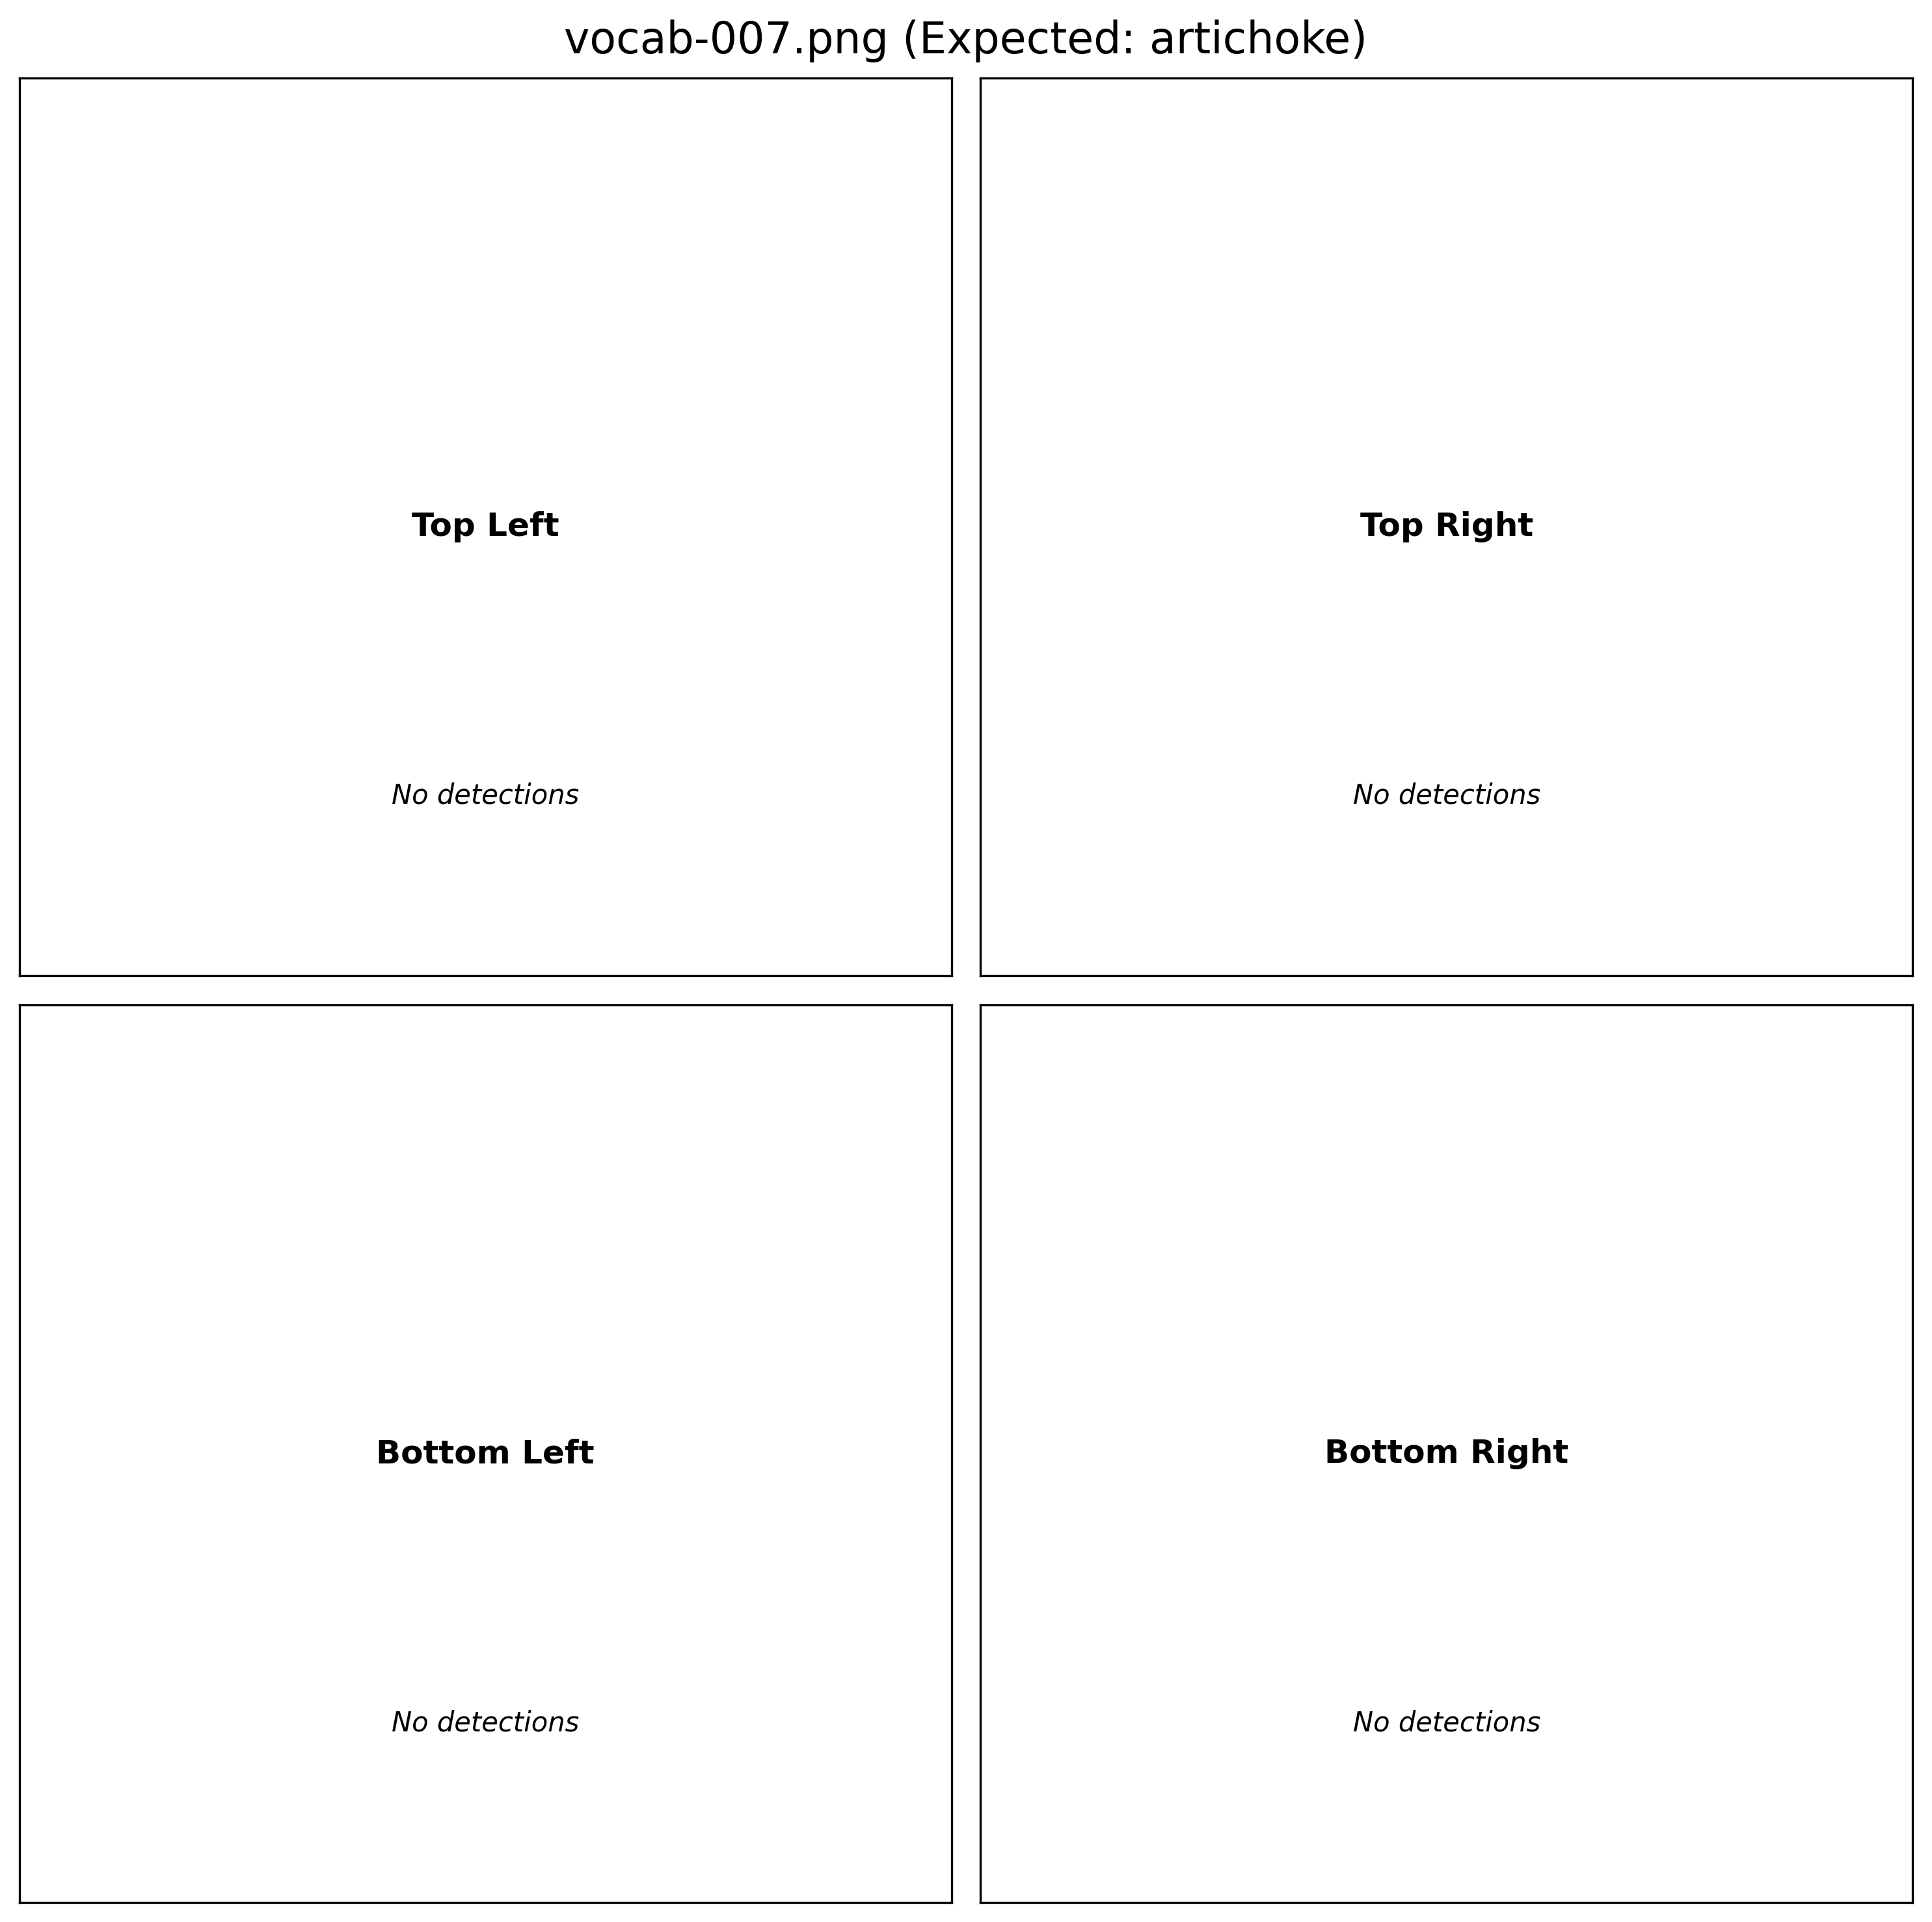 vocab-007.png (Expected: artichoke)
Top Left
No detections
Top Right
No detections
Bottom Left
No detections
Bottom Right
No detections